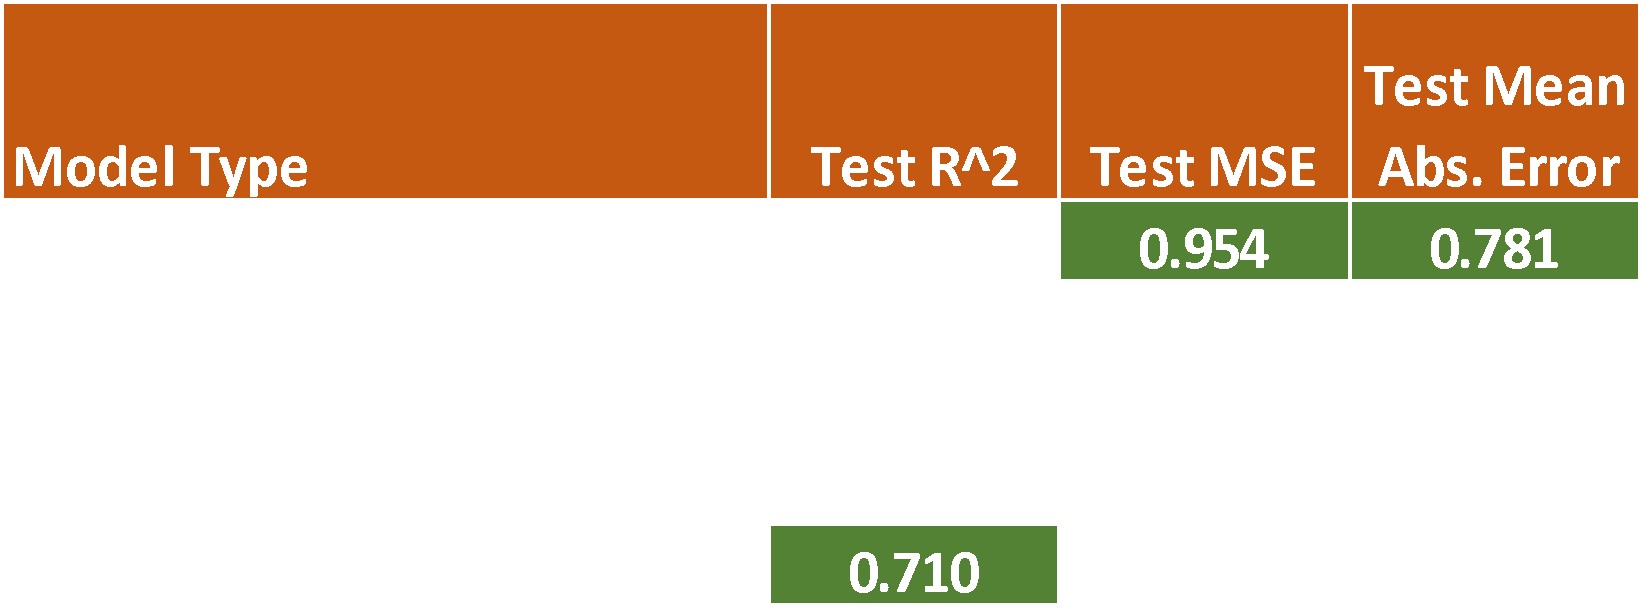 Model Type
Test R^2
Test MSE
Test Mean
Abs. Error
0.954
0.781
0.710